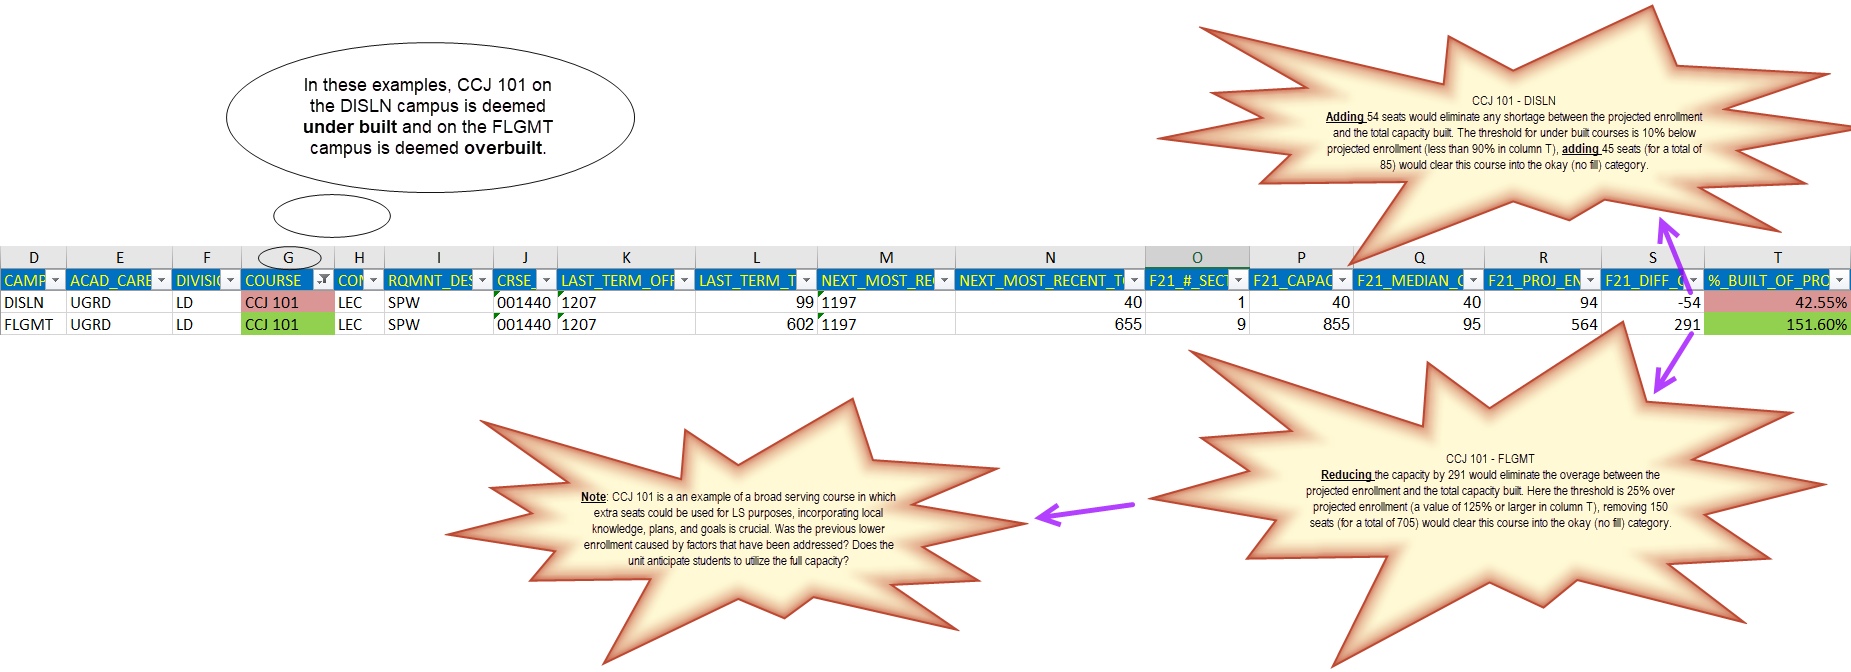 In these examples, CCJ 101 on
the DISLN campus is deemed
under built and on the FLGMT
campus is deemed overbuilt.
CCJ 101 - DISLN
Adding 54 seats would eliminate any shortage between the projected enrollment
and the total capacity built. The threshold for under built courses is 10% below
projected enrollment (less than 90% in column T), adding 45 seats (for a total of
85) would clear this course into the okay (no fill) category.
D E F G H I J K L M N O P Q R S T
CAMP ACAD_CARE DIVISIO COURSE CON RQMNT_DES CRSE_ LAST_TERM_OFF LAST_TERM_T NEXT_MOST_REC NEXT_MOST_RECENT_T F21_#_SECT F21_CAPAC F21_MEDIAN_C F21_PROJ_EN F21_DIFF_C %_BUILT_OF_PRO
DISLN UGRD LD CCJ 101 LEC SPW 001440 1207 99 1197 40 1 40 40 94 -54 42.55%
FLGMT UGRD LD CCJ 101 LEC SPW 001440 1207 602 1197 655 9 855 95 564 291 151.60%
CCJ 101 - FLGMT
Reducing the capacity by 291 would eliminate the overage between the
projected enrollment and the total capacity built. Here the threshold is 25% over
projected enrollment (a value of 125% or larger in column T), removing 150
seats (for a total of 705) would clear this course into the okay (no fill) category.
Note: CCJ 101 is a an example of a broad serving course in which
extra seats could be used for LS purposes, incorporating local
knowledge, plans, and goals is crucial. Was the previous lower
enrollment caused by factors that have been addressed? Does the
unit anticipate students to utilize the full capacity?